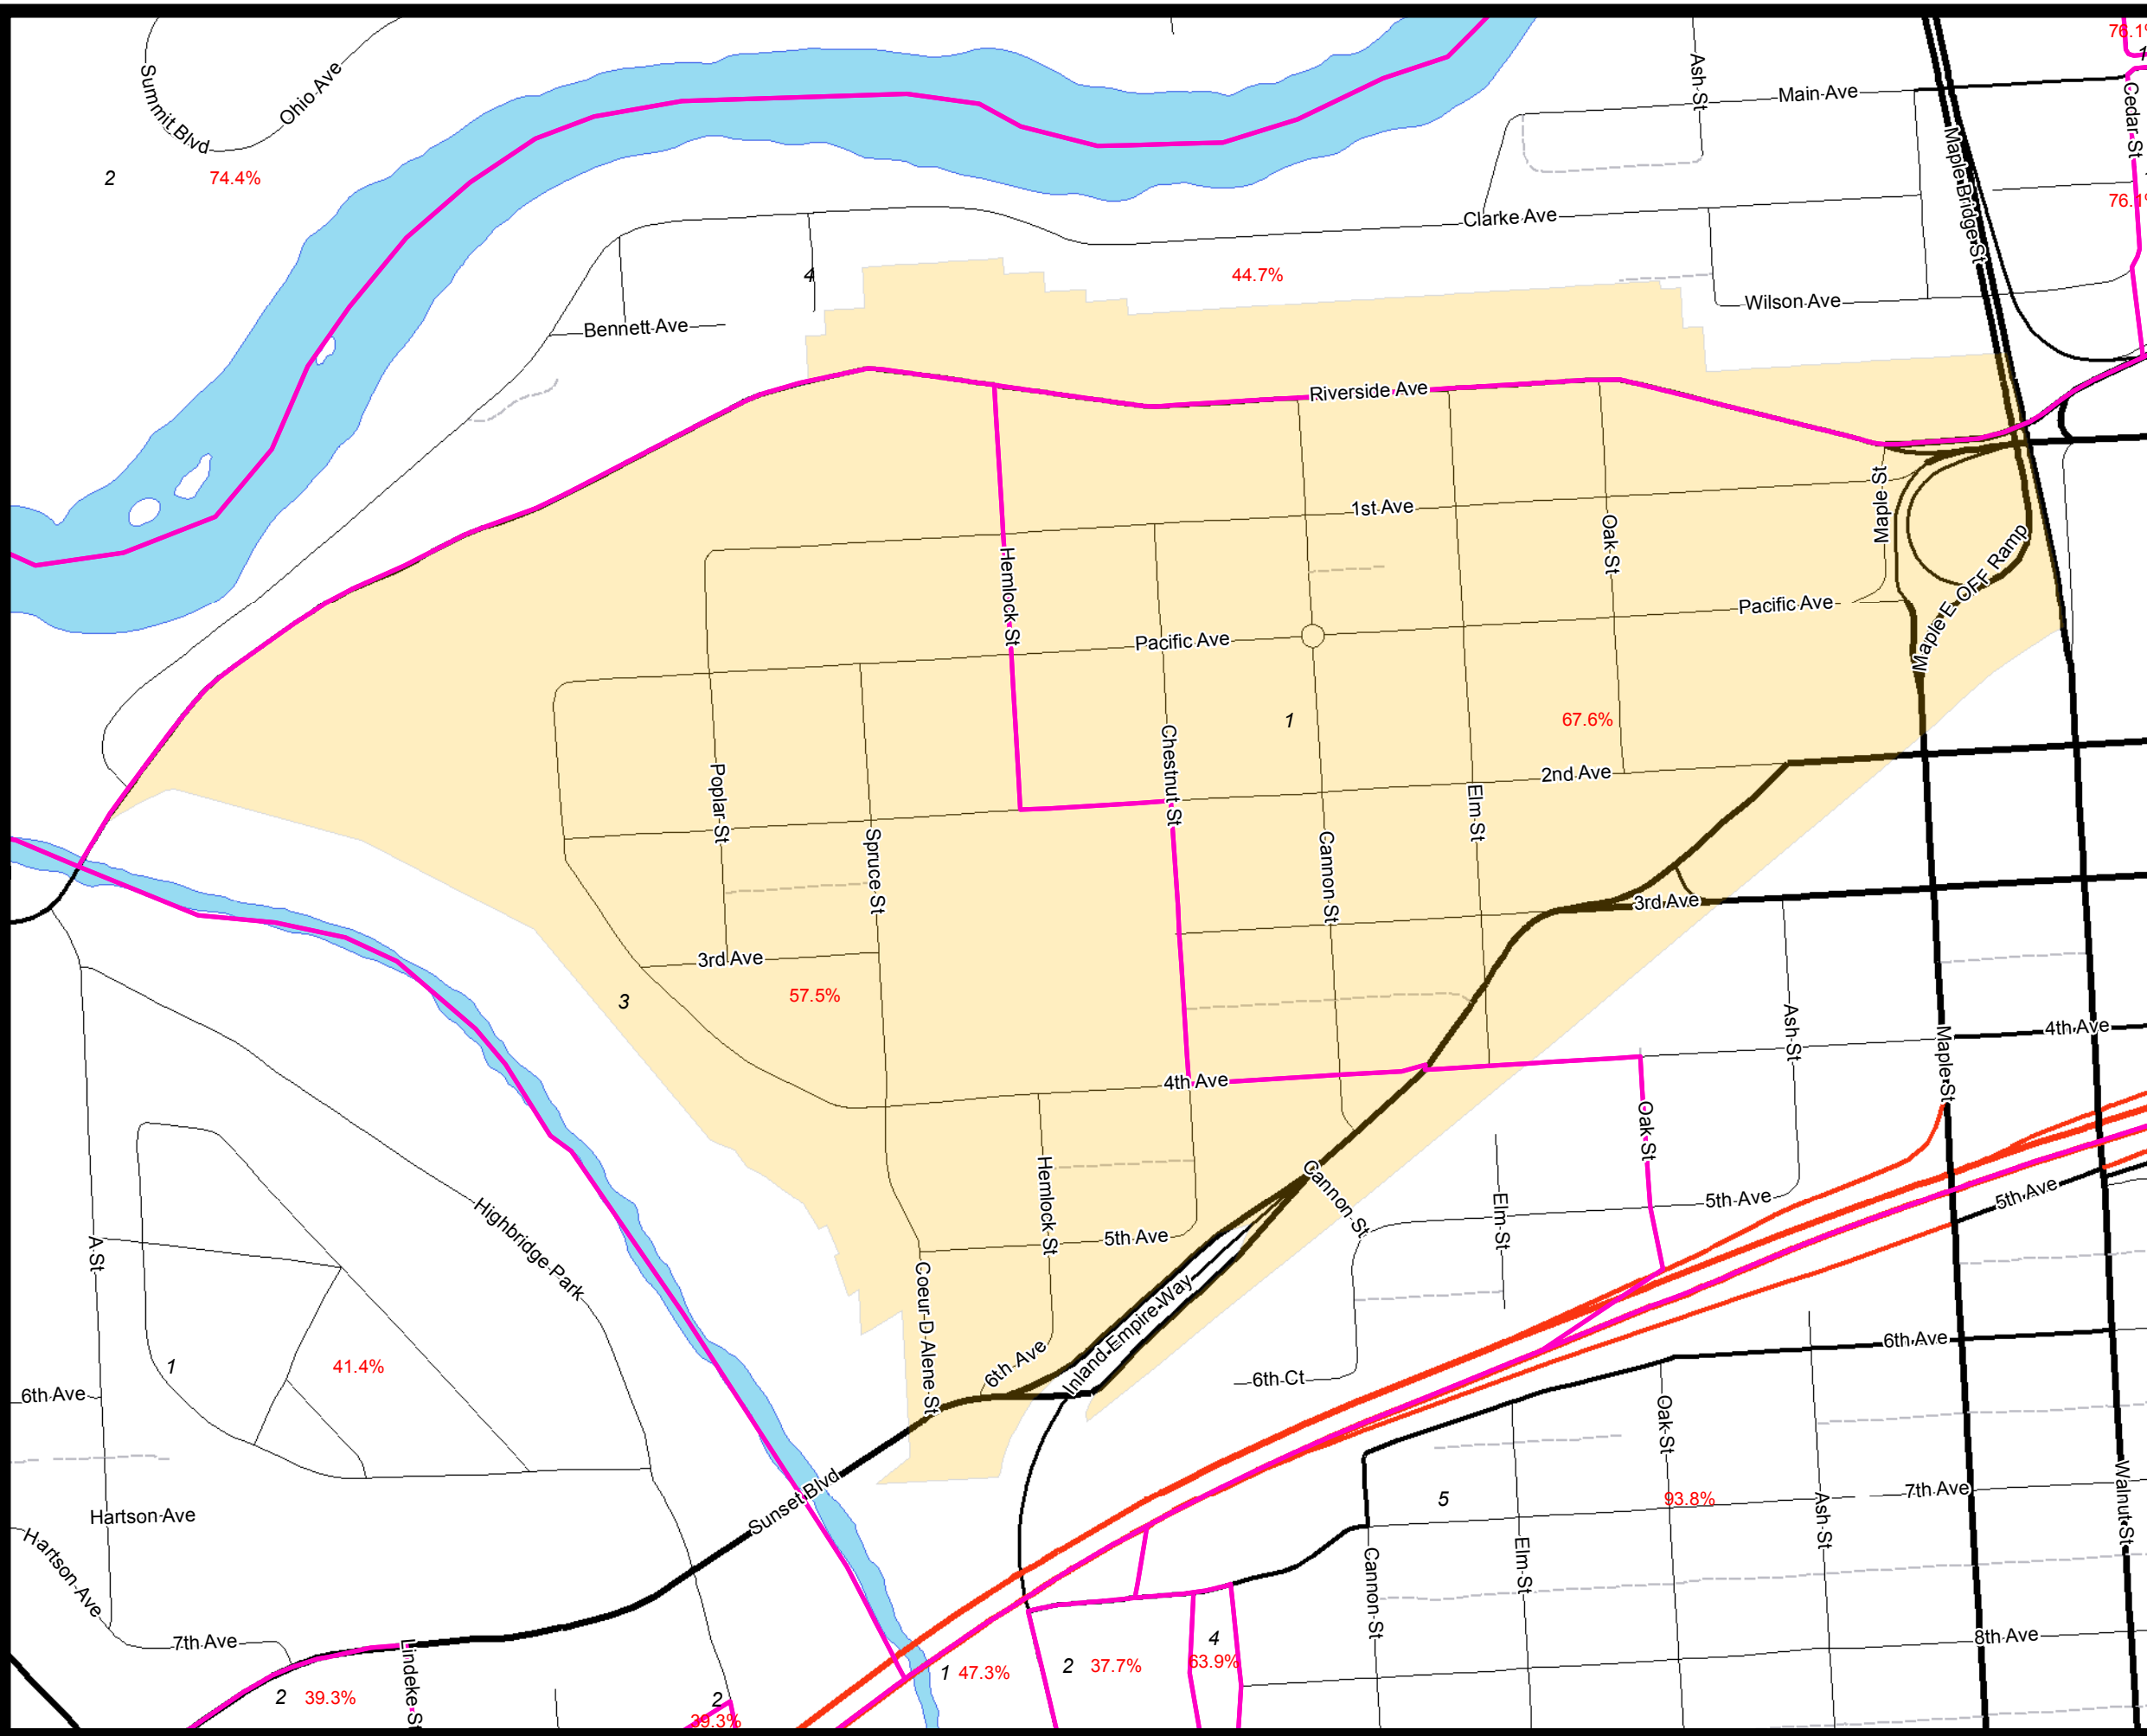 76.1%
Summit Blvd
Ohio Ave
Ash St
Main Ave
Cedar St
2
74.4%
Maple Bridge St
76.1%
Clarke Ave
4
44.7%
Wilson Ave
Bennett Ave
Riverside Ave
1st Ave
Maple St
Oak St
Hemlock St
Maple E OFF Ramp
Pacific Ave
Pacific Ave
1
67.6%
Chestnut St
2nd Ave
Poplar St
Elm St
Spruce St
Cannon St
3rd Ave
3rd Ave
3
57.5%
Ash St
4th Ave
Maple St
4th Ave
Oak St
Hemlock St
Cannon St
5th Ave
5th Ave
Elm St
Highbridge Park
A St
5th Ave
Coeur D Alene St
Inland Empire Way
6th Ave
6th Ave
1
41.4%
6th Ct
6th Ave
Oak St
Sunset Blvd
5
93.8%
7th Ave
Ash St
Walnut St
Hartson Ave
Hartson Ave
Elm St
Cannon St
7th Ave
4
8th Ave
Lindeke St
1
47.3%
2
37.7%
63.9%
2
39.3%
2
39.3%